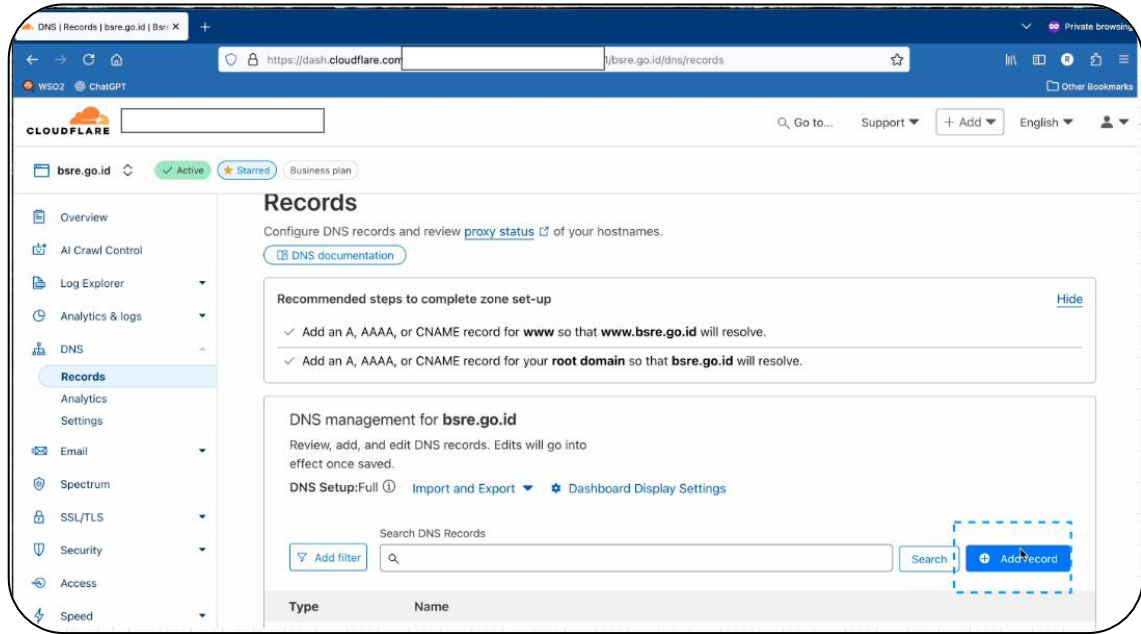 DNS | Records | bsre.go.id | Bsr
Private browsing
https://dash.cloudflare.com
/bsre.go.id/dns/records
WSO2 ChatGPT
Other Bookmarks
CLOUDFLARE
Go to... Support + Add English
bsre.go.id Active Starred Business plan
Overview
AI Crawl Control
Log Explorer
Analytics & logs
DNS
Records
Analytics
Settings
Email
Spectrum
SSL/TLS
Security
Access
Speed
Records
Configure DNS records and review proxy status of your hostnames.
DNS documentation
Recommended steps to complete zone set-up Hide
Add an A, AAAA, or CNAME record for www so that www.bsre.go.id will resolve.
Add an A, AAAA, or CNAME record for your root domain so that bsre.go.id will resolve.
DNS management for bsre.go.id
Review, add, and edit DNS records. Edits will go into
effect once saved.
DNS Setup:Full Import and Export Dashboard Display Settings
Search DNS Records
Add filter Search Add record
Type Name